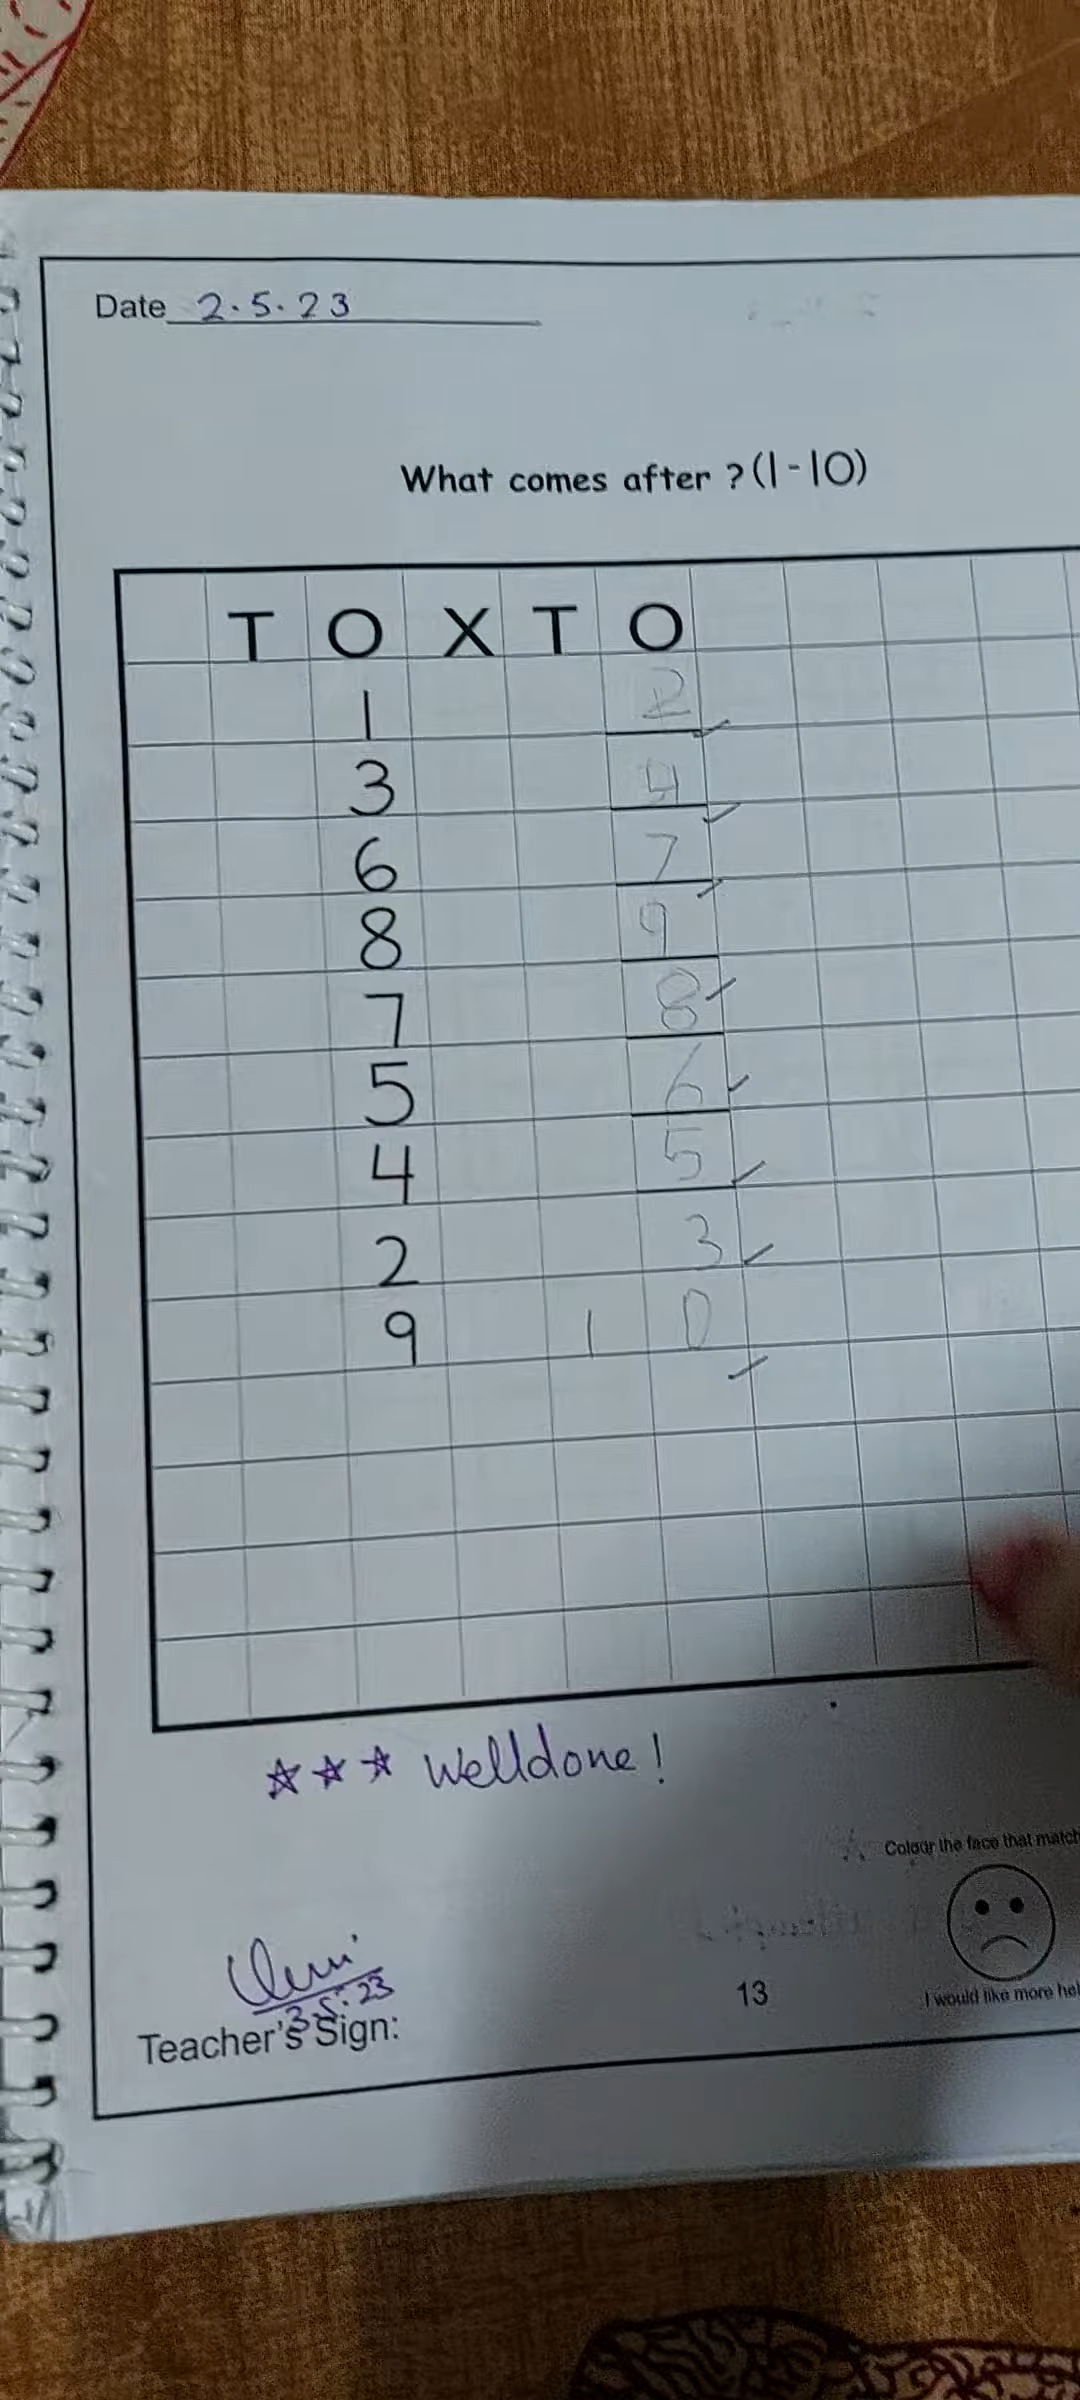 Date 2.5.23
What comes after ? (1-10)
T O X T O
1 2
3 4
6 7
8 9
7 8
5 6
4 5
2 3
9 1 0
Welldone!
Colour the face that match
3.5.23
13
I would like more hel
Teacher's Sign: